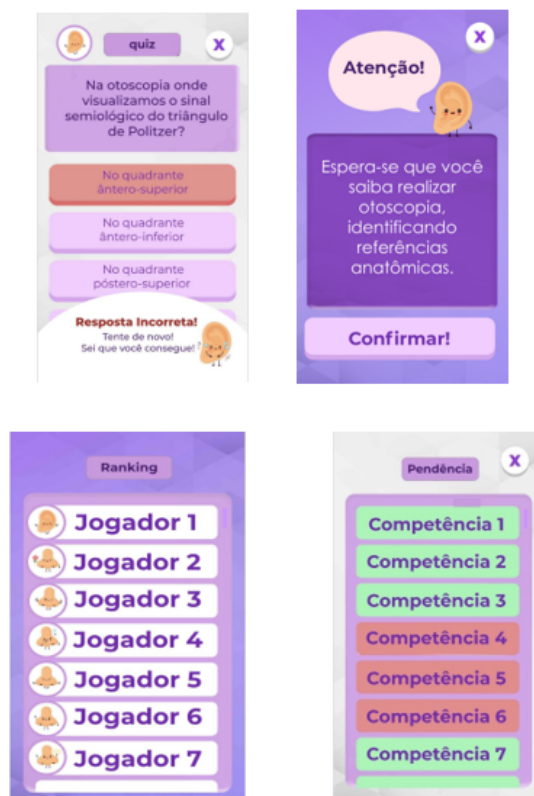 quiz
X
Na otoscopia onde
visualizamos o sinal
semiológico do triângulo
de Politzer?
No quadrante
ântero-superior
No quadrante
ântero-inferior
No quadrante
póstero-superior
Resposta Incorreta!
Tente de novo!
Sei que você consegue!
X
Atenção!
Espera-se que você
saiba realizar
otoscopia,
identificando
referências
anatômicas.
Confirmar!
Ranking
Jogador 1
Jogador 2
Jogador 3
Jogador 4
Jogador 5
Jogador 6
Jogador 7
Pendência
X
Competência 1
Competência 2
Competência 3
Competência 4
Competência 5
Competência 6
Competência 7